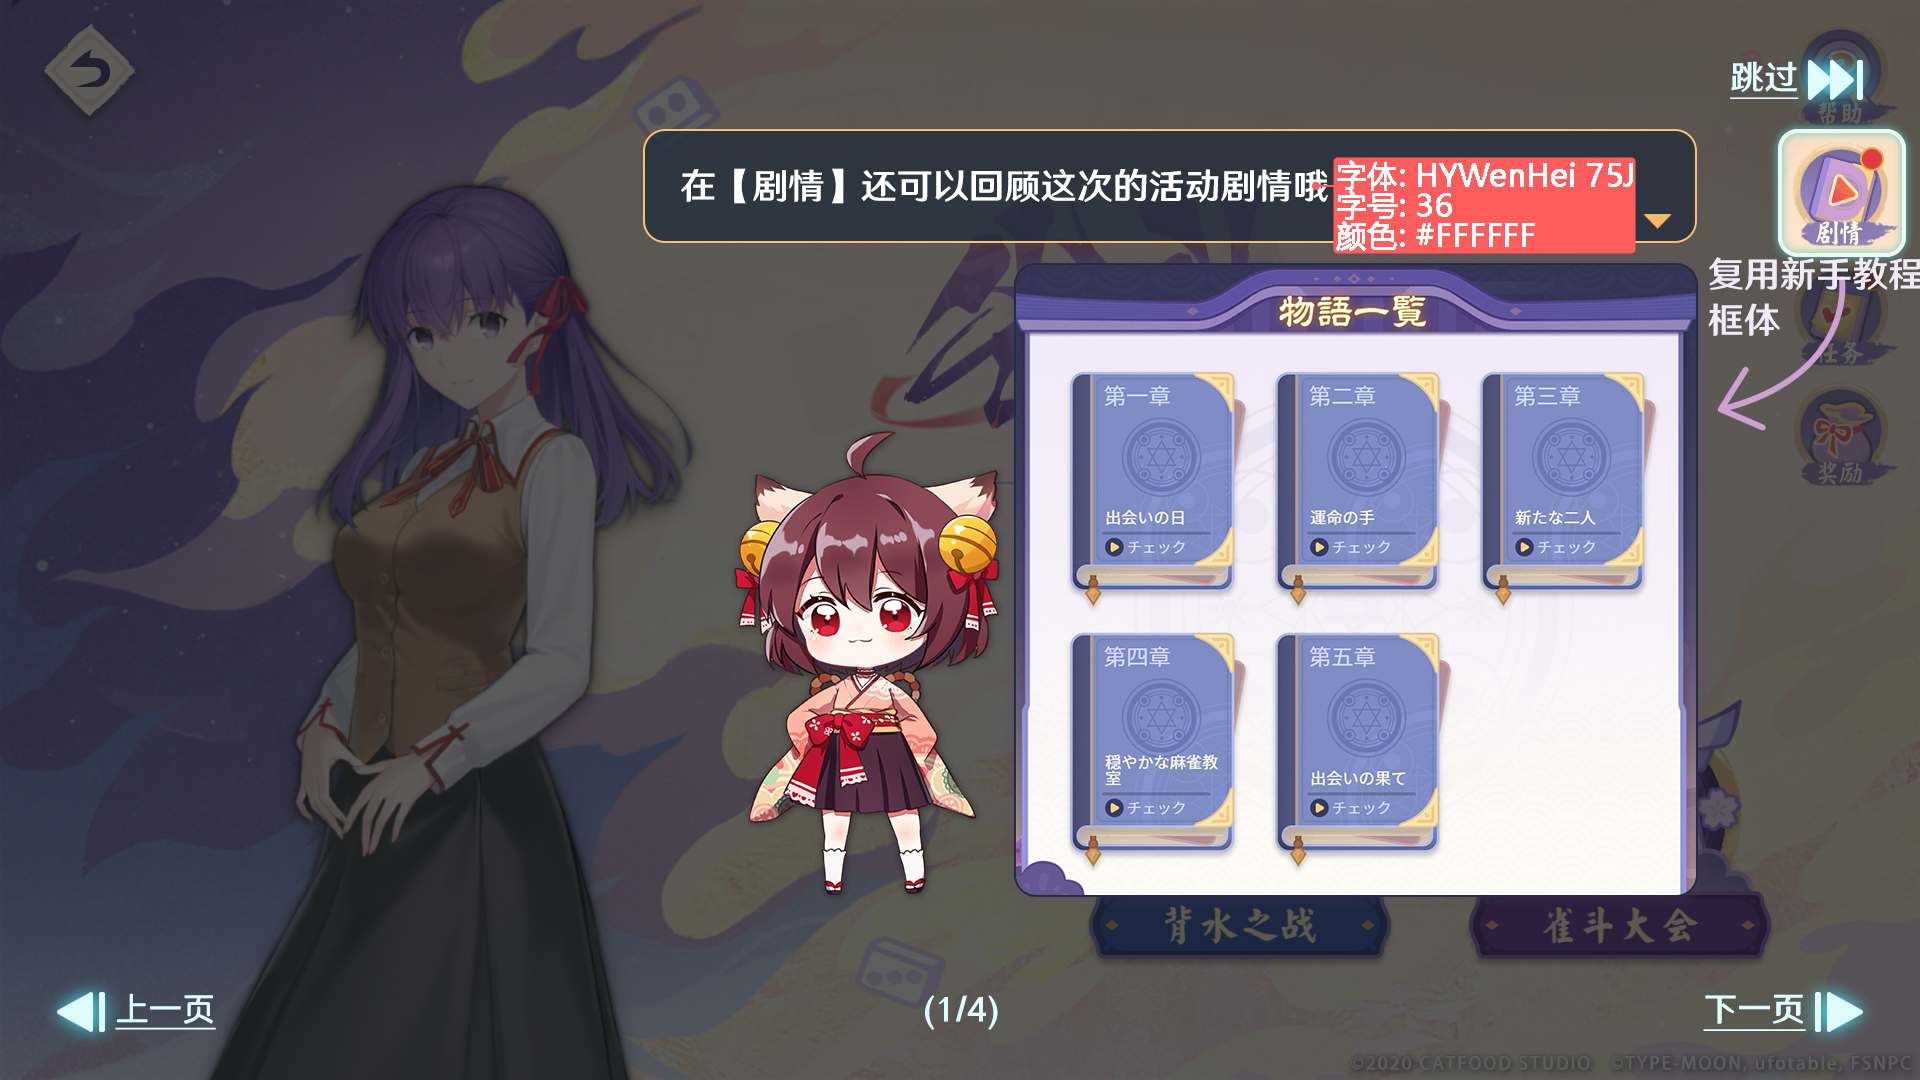 跳过
帮助
在【剧情】还可以回顾这次的活动剧情哦
字体: HYWenHei 75J
字号: 36
颜色: #FFFFFF
剧情
复用新手教程
框体
物語一覧
任务
奖励
第一章
出会いの日
チェック
第二章
運命の手
チェック
第三章
新たな二人
チェック
第四章
穏やかな麻雀教
室
チェック
第五章
出会いの果て
チェック
背水之战
雀斗大会
上一页
(1/4)
下一页
©2020 CATFOOD STUDIO ©TYPE-MOON, ufotable, FSNPC